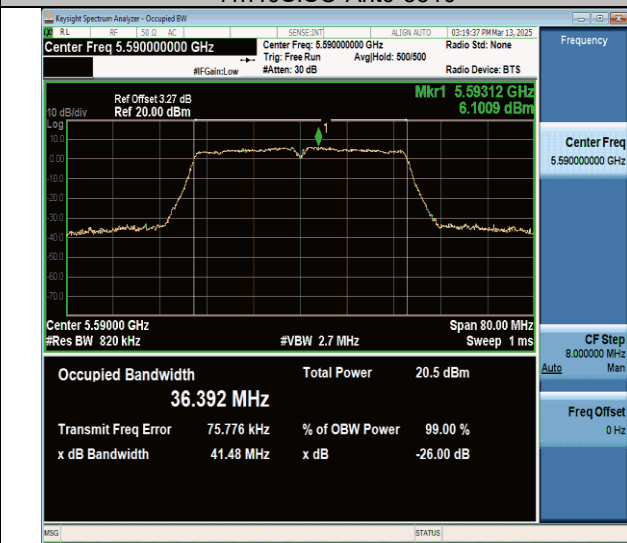 Keysight Spectrum Analyzer - Occupied BW
RL RF 50 Ω AC SENSE:INT ALIGN AUTO 03:19:37 PM Mar 13, 2025
Center Freq 5.590000000 GHz
Center Freq: 5.590000000 GHz
Radio Std: None
Trig: Free Run Avg|Hold: 500/500
#IFGain:Low #Atten: 30 dB Radio Device: BTS
Frequency
Ref Offset 3.27 dB
Mkr1 5.59312 GHz
10 dB/div Ref 20.00 dBm 6.1009 dBm
Log
10.0
0.00
-10.0
-20.0
-30.0
-40.0
-50.0
-60.0
-70.0
1
Center 5.59000 GHz Span 80.00 MHz
#Res BW 820 kHz #VBW 2.7 MHz Sweep 1 ms
Occupied Bandwidth Total Power 20.5 dBm
36.392 MHz
Transmit Freq Error 75.776 kHz % of OBW Power 99.00 %
x dB Bandwidth 41.48 MHz x dB -26.00 dB
Center Freq
5.590000000 GHz
CF Step
8.000000 MHz
Auto Man
Freq Offset
0 Hz
MSG STATUS